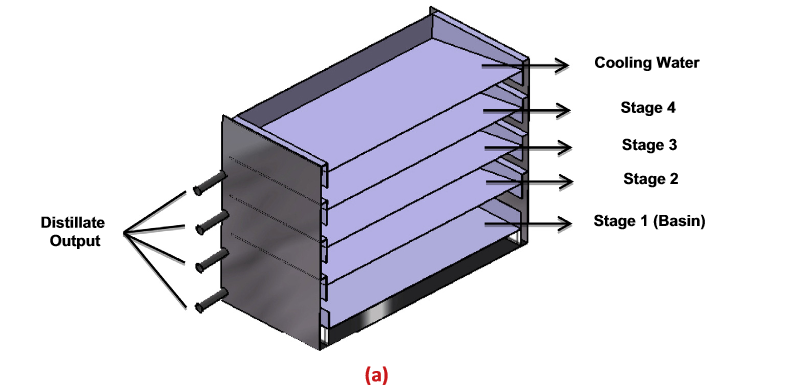 Cooling Water
Stage 4
Stage 3
Stage 2
Stage 1 (Basin)
Distillate
Output
(a)